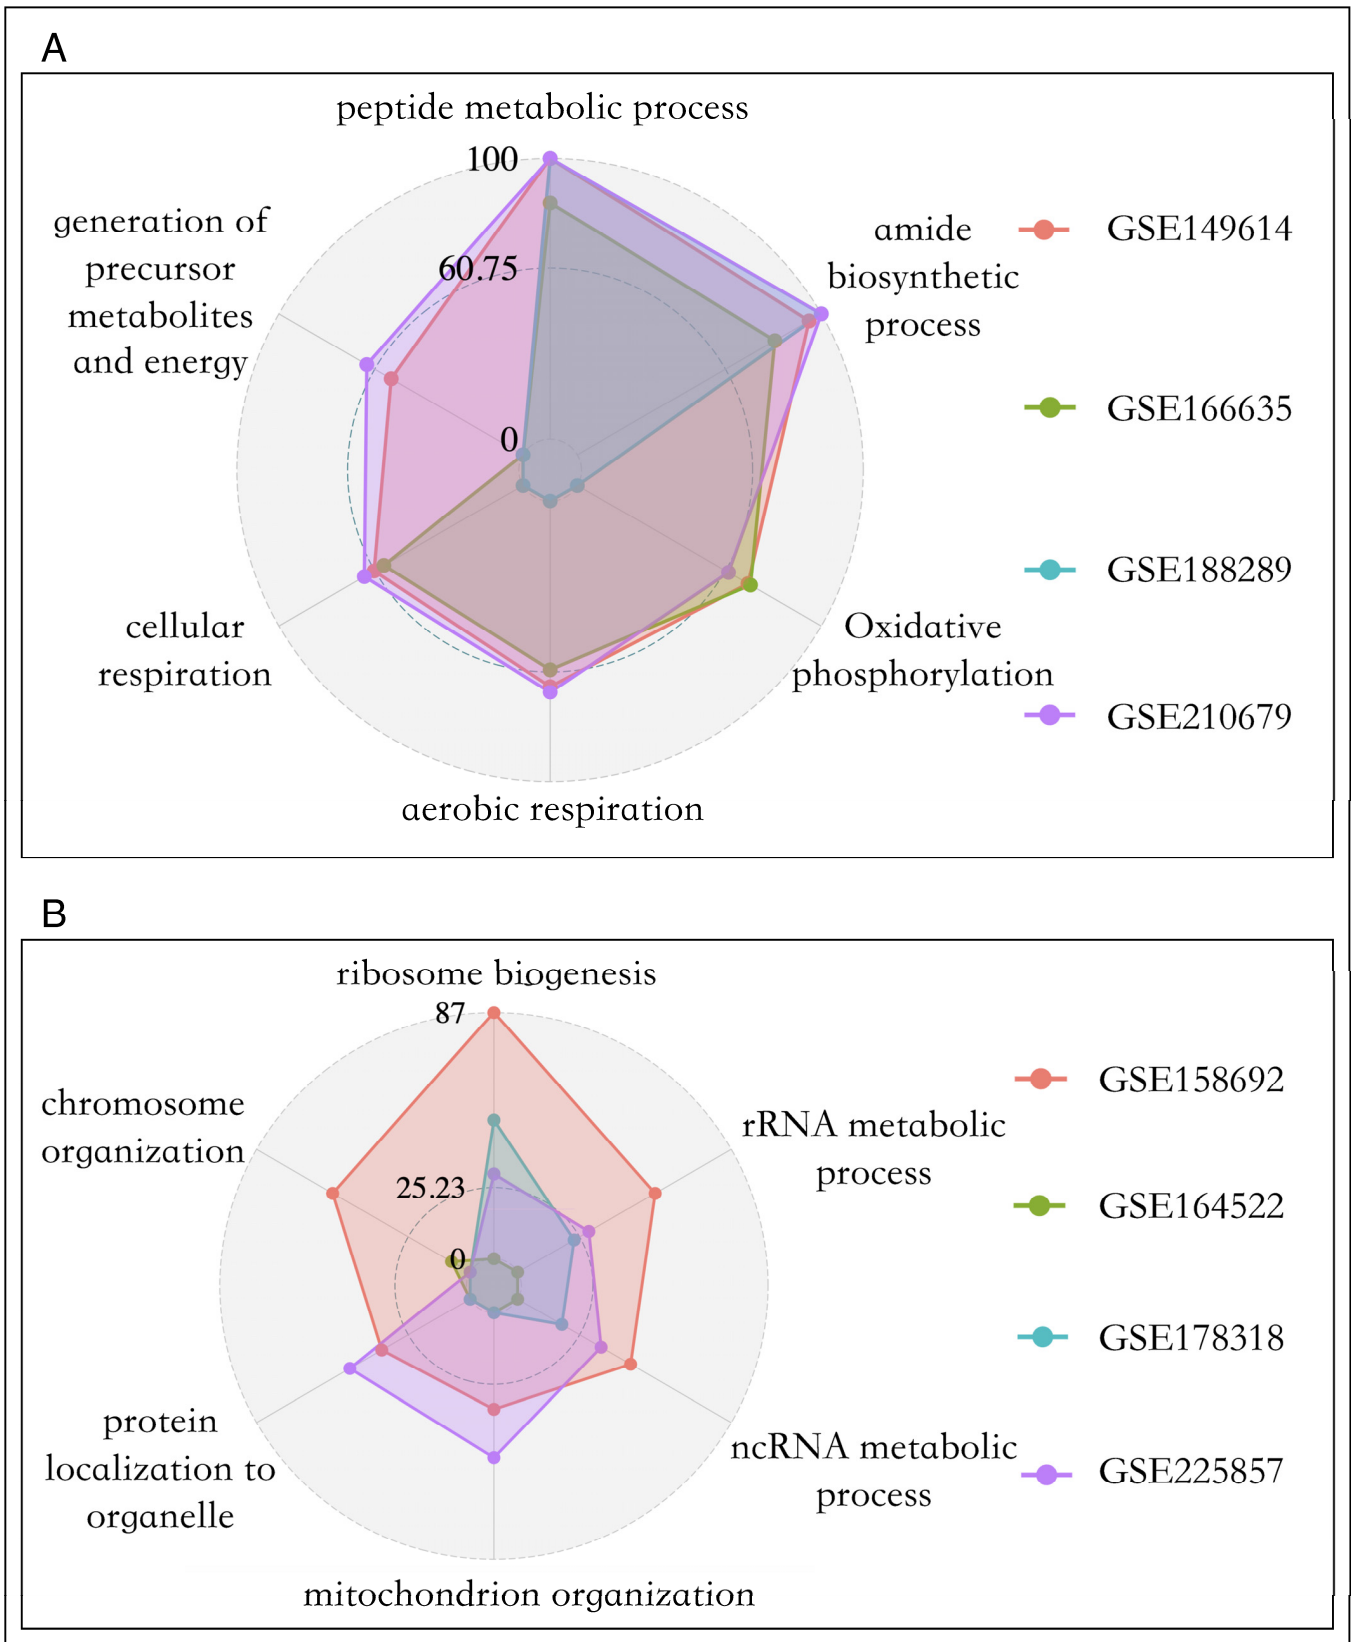 A
peptide metabolic process
100
60.75
0
generation of
precursor
metabolites
and energy
amide
biosynthetic
process
cellular
respiration
Oxidative
phosphorylation
aerobic respiration
GSE149614
GSE166635
GSE188289
GSE210679
B
ribosome biogenesis
87
25.23
0
chromosome
organization
rRNA metabolic
process
protein
localization to
organelle
ncRNA metabolic
process
mitochondrion organization
GSE158692
GSE164522
GSE178318
GSE225857